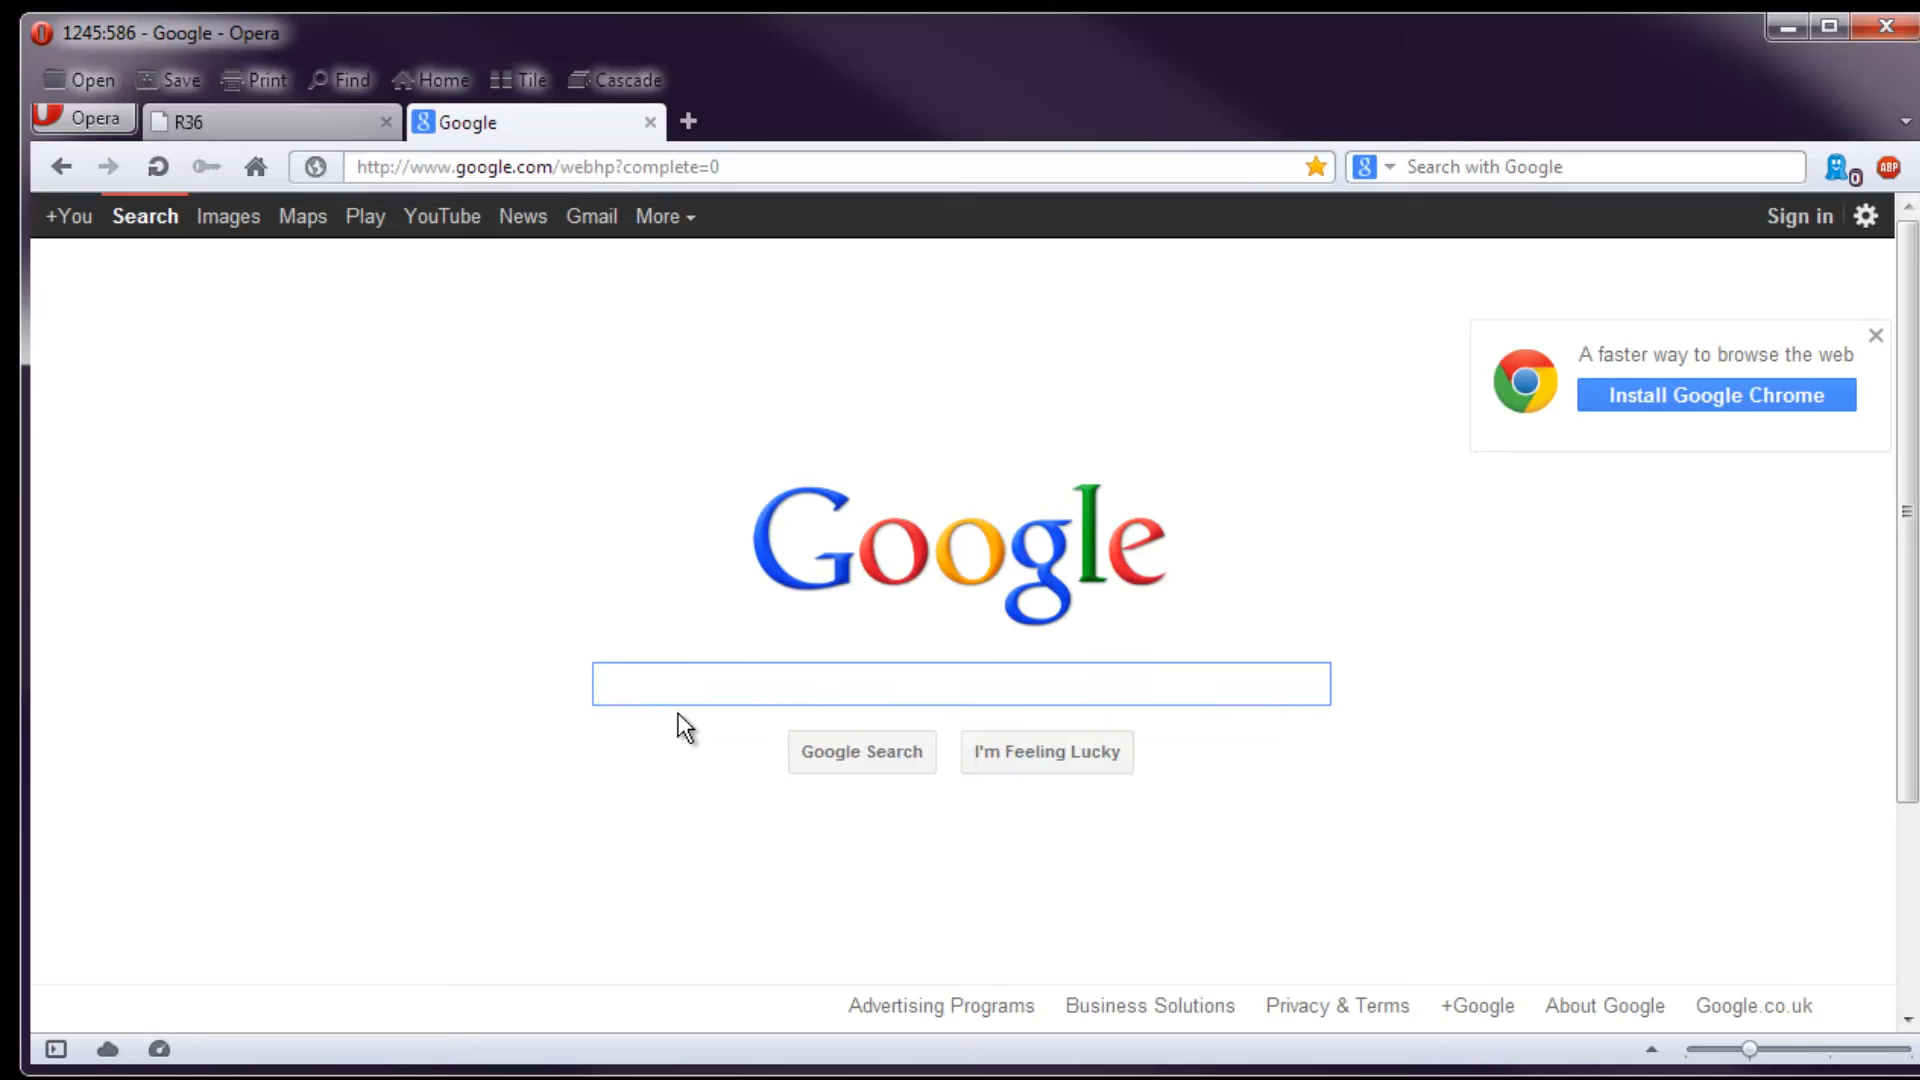 1245:586 - Google - Opera
Open Save Print Find Home Tile Cascade
Opera R36 Google
http://www.google.com/webhp?complete=0 Search with Google 0 ABP
+You Search Images Maps Play YouTube News Gmail More Sign in
A faster way to browse the web
Install Google Chrome
Google
Google Search I'm Feeling Lucky
Advertising Programs Business Solutions Privacy & Terms +Google About Google Google.co.uk